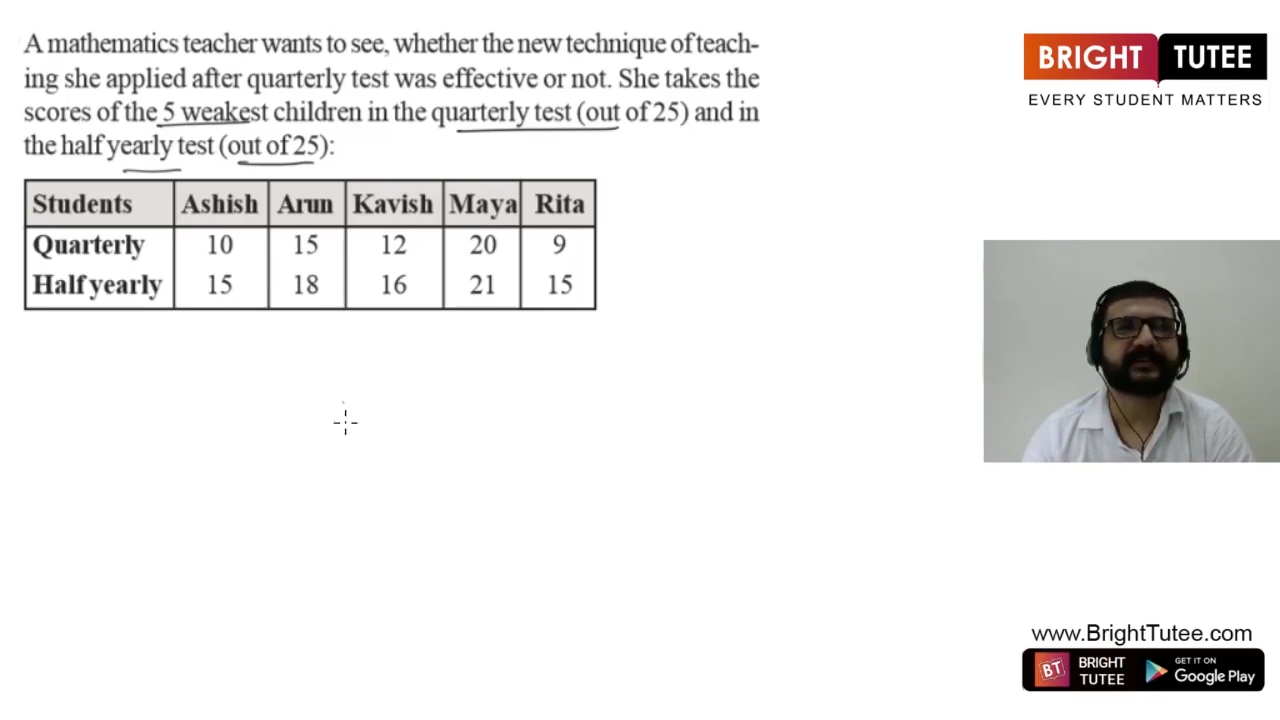 A mathematics teacher wants to see, whether the new technique of teach-
ing she applied after quarterly test was effective or not. She takes the
scores of the 5 weakest children in the quarterly test (out of 25) and in
the half yearly test (out of 25):
Students Ashish Arun Kavish Maya Rita
Quarterly 10 15 12 20 9
Half yearly 15 18 16 21 15
BRIGHT TUTEE
EVERY STUDENT MATTERS
www.BrightTutee.com
BT BRIGHT TUTEE
GET IT ON
Google Play